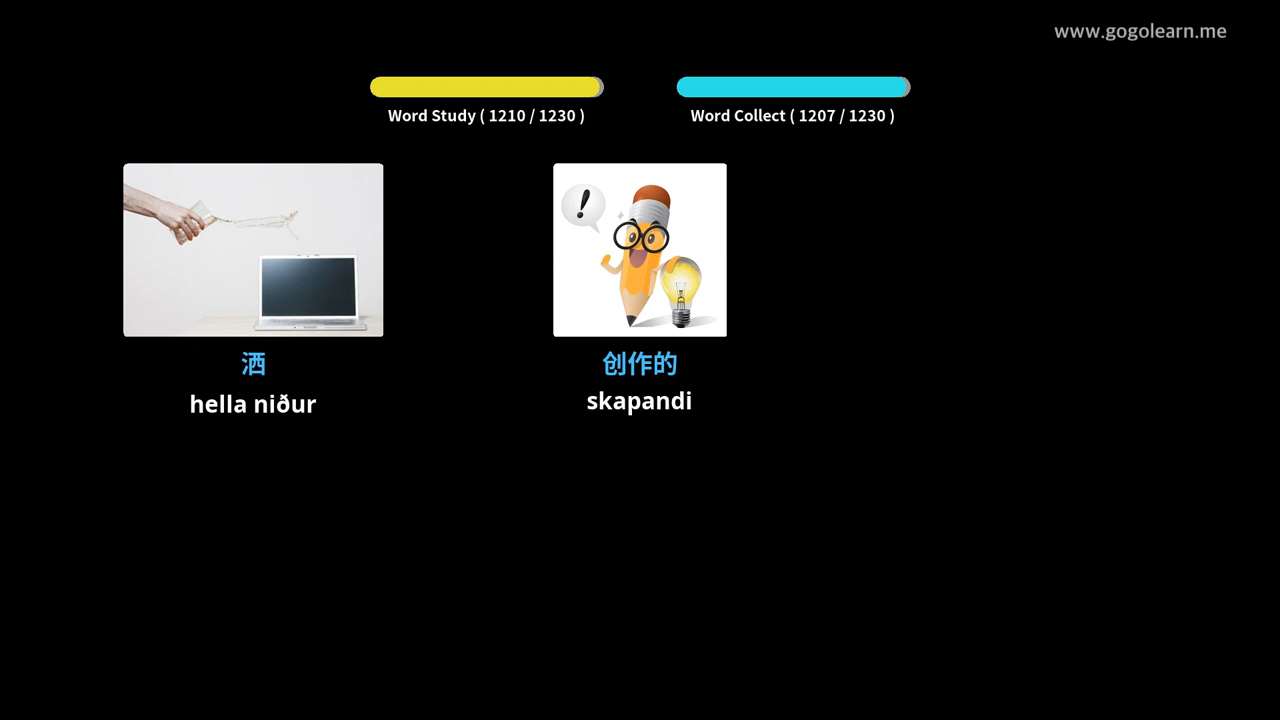 www.gogolearn.me
Word Study ( 1210 / 1230 )
Word Collect ( 1207 / 1230 )
洒
hella niður
创作的
skapandi